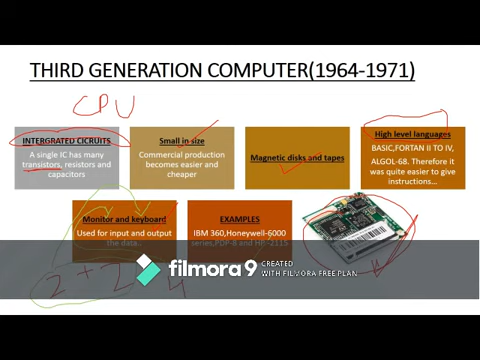 THIRD GENERATION COMPUTER(1964-1971)
CPU
INTERGRATED CICRUITS
A single IC has many
transistors, resistors and
capacitors
Small in size
Commercial production
becomes easier and
cheaper
Magnetic disks and tapes
High level languages
BASIC,FORTAN II TO IV,
ALGOL-68. Therefore it
was quite easier to give
instructions...
Monitor and keyboard
Used for input and output
the data..
EXAMPLES
IBM 360,Honeywell-6000
series,PDP-8 and HP -2115
2 + 2 4
filmora 9
CREATED
WITH FILMORA FREE PLAN